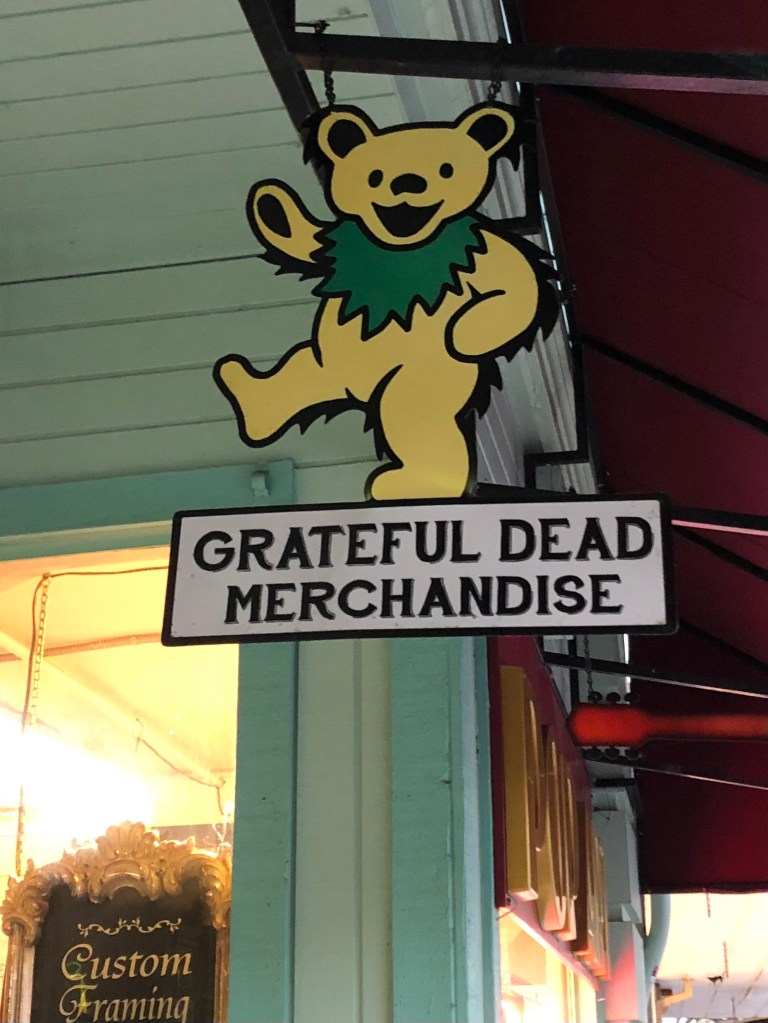 GRATEFUL DEAD
MERCHANDISE
Custom
Framing